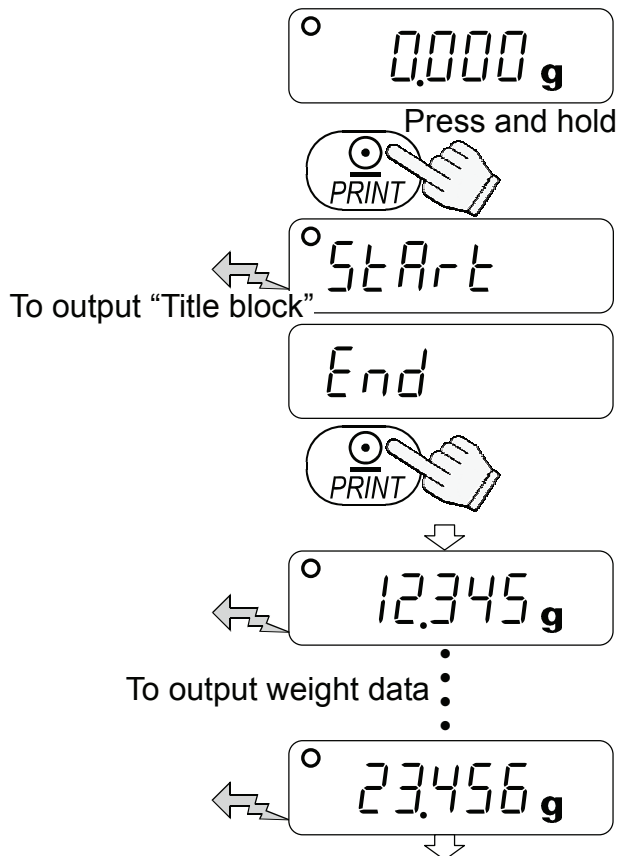 0.000 g
Press and hold
PRINT
StArt
To output “Title block”
End
PRINT
12.345 g
To output weight data
23.456 g